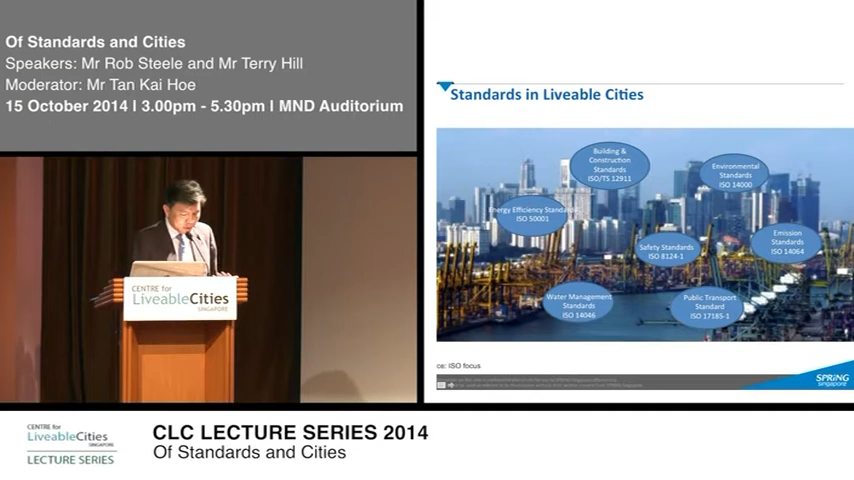 Of Standards and Cities
Speakers: Mr Rob Steele and Mr Terry Hill
Moderator: Mr Tan Kai Hoe
15 October 2014 | 3.00pm - 5.30pm | MND Auditorium
CENTRE for
LiveableCities
SINGAPORE
Standards in Liveable Cities
Building &
Construction
Standards
ISO/TS 12911
Environmental
Standards
ISO 14000
Energy Efficiency Standards
ISO 50001
Emission
Standards
ISO 14064
Safety Standards
ISO 8124-1
Water Management
Standards
ISO 14046
Public Transport
Standard
ISO 17185-1
ce: ISO focus
SPRING
singapore
CENTRE for
LiveableCities
SINGAPORE
LECTURE SERIES
CLC LECTURE SERIES 2014
Of Standards and Cities